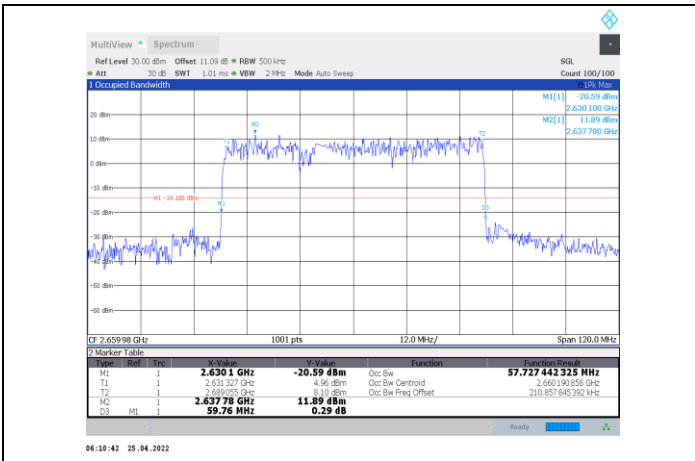 MultiView Spectrum
Ref Level 30.00 dBm Offset 11.09 dB RBW 500 kHz SGL
Att 30 dB SWT 1.01 ms VBW 2 MHz Mode Auto Sweep Count 100/100
1 Occupied Bandwidth 1Pk Max
M1[1] -20.59 dBm
2.630 100 GHz
M2[1] 11.89 dBm
2.637 780 GHz
20 dBm
M2
T2
10 dBm
T1
0 dBm
-10 dBm
H1 -14.106 dBm
M1
D3
-20 dBm
-30 dBm
-40 dBm
-50 dBm
-60 dBm
CF 2.659 98 GHz 1001 pts 12.0 MHz/ Span 120.0 MHz
2 Marker Table
Type Ref Trc X-Value Y-Value Function Function Result
M1 1 2.630 1 GHz -20.59 dBm Occ Bw 57.727 442 325 MHz
T1 1 2.631 327 GHz 4.96 dBm Occ Bw Centroid 2.660 190 858 GHz
T2 1 2.689 055 GHz 8.10 dBm Occ Bw Freq Offset 210.857 845 392 kHz
M2 1 2.637 78 GHz 11.89 dBm
D3 M1 1 59.76 MHz 0.29 dB
Ready
06:10:42 25.04.2022